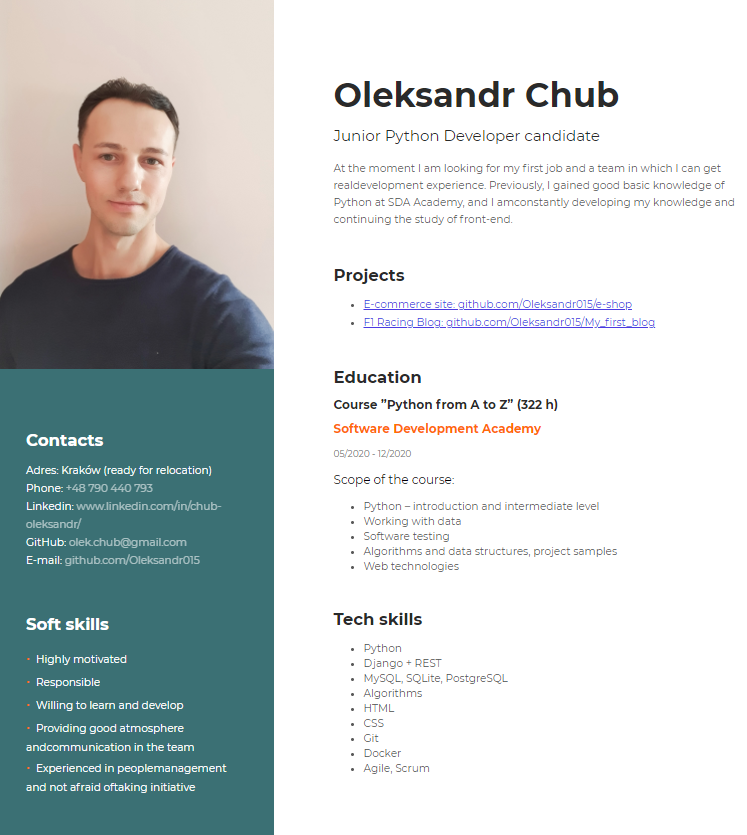 Oleksandr Chub
Junior Python Developer candidate
At the moment I am looking for my first job and a team in which I can get
realdevelopment experience. Previously, I gained good basic knowledge of
Python at SDA Academy, and I amconstantly developing my knowledge and
continuing the study of front-end.
Projects
• E-commerce site: github.com/Oleksandr015/e-shop
• F1 Racing Blog: github.com/Oleksandr015/My_first_blog
Education
Course ”Python from A to Z” (322 h)
Software Development Academy
05/2020 - 12/2020
Scope of the course:
• Python – introduction and intermediate level
• Working with data
• Software testing
• Algorithms and data structures, project samples
• Web technologies
Tech skills
• Python
• Django + REST
• MySQL, SQLite, PostgreSQL
• Algorithms
• HTML
• CSS
• Git
• Docker
• Agile, Scrum
Contacts
Adres: Kraków (ready for relocation)
Phone: +48 790 440 793
Linkedin: www.linkedin.com/in/chub-
oleksandr/
GitHub: olek.chub@gmail.com
E-mail: github.com/Oleksandr015
Soft skills
• Highly motivated
• Responsible
• Willing to learn and develop
• Providing good atmosphere
andcommunication in the team
• Experienced in peoplemanagement
and not afraid oftaking initiative